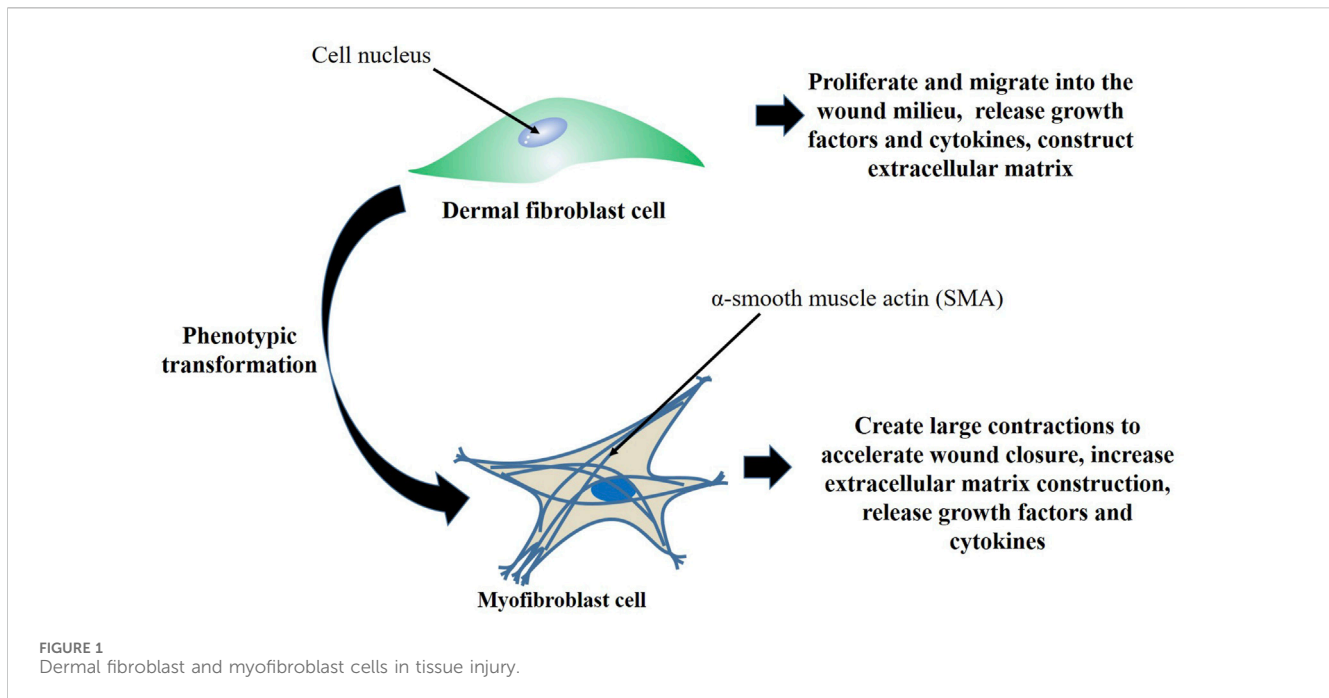 Cell nucleus
Proliferate and migrate into the
wound milieu, release growth
factors and cytokines, construct
extracellular matrix
Dermal fibroblast cell
α-smooth muscle actin (SMA)
Phenotypic
transformation
Create large contractions to
accelerate wound closure, increase
extracellular matrix construction,
release growth factors and
cytokines
Myofibroblast cell
FIGURE 1
Dermal fibroblast and myofibroblast cells in tissue injury.